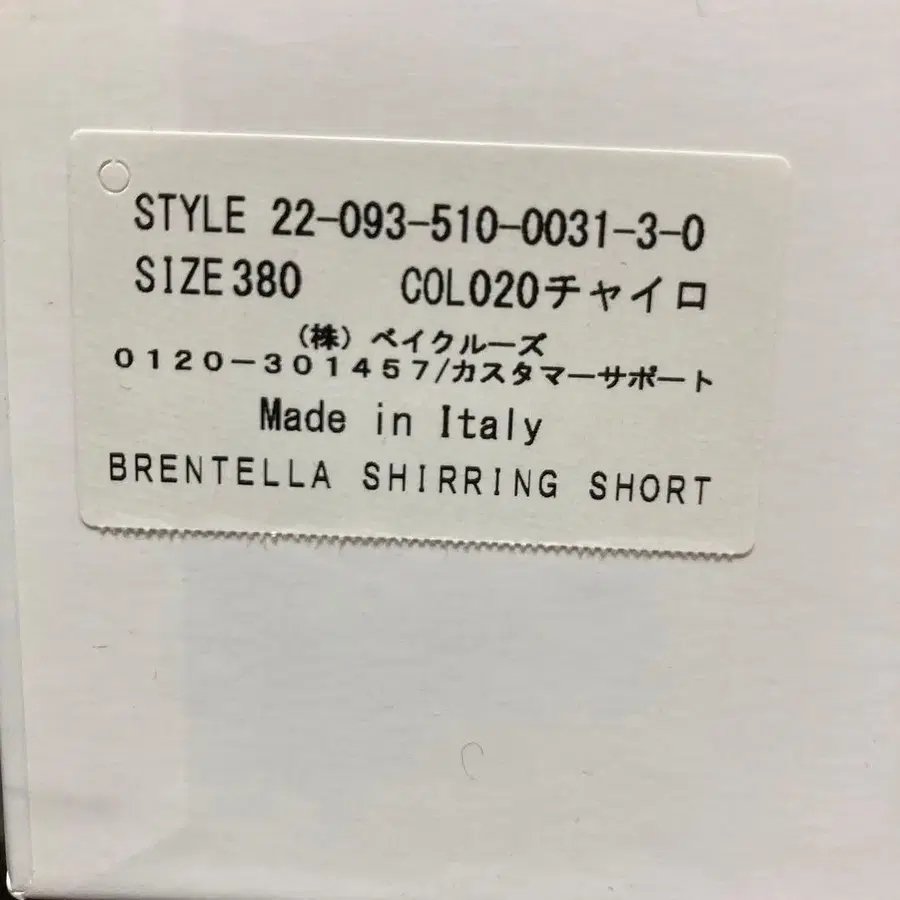 STYLE 22-093-510-0031-3-0
SIZE380 COL020チャイロ
（株）ベイクルーズ
０１２０－３０１４５７/カスタマーサポート
Made in Italy
BRENTELLA SHIRRING SHORT